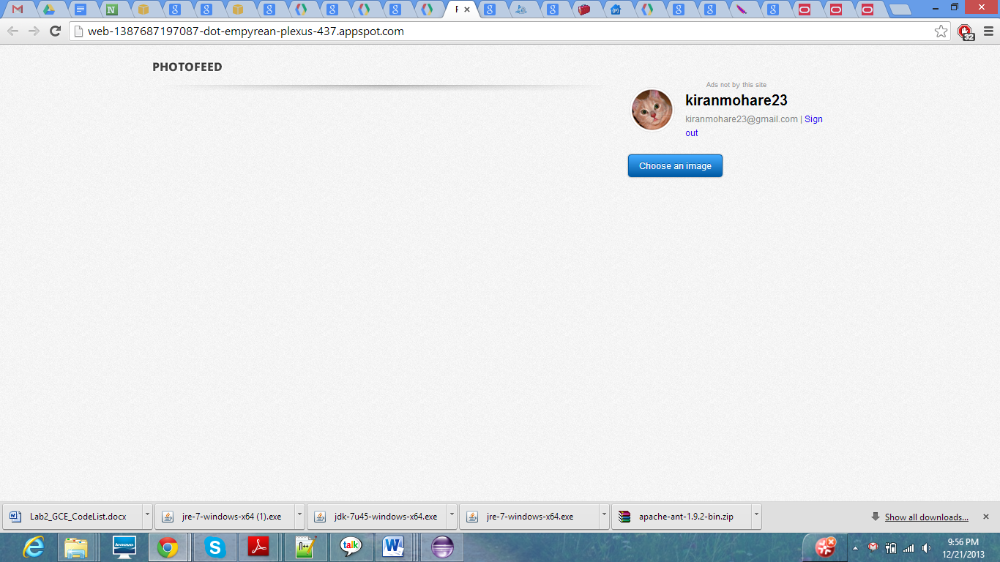 web-1387687197087-dot-empyrean-plexus-437.appspot.com
32
PHOTOFEED
Ads not by this site
kiranmohare23
kiranmohare23@gmail.com | Sign
out
Choose an image
Lab2_GCE_CodeList.docx
jre-7-windows-x64 (1).exe
jdk-7u45-windows-x64.exe
jre-7-windows-x64.exe
apache-ant-1.9.2-bin.zip
Show all downloads...
lenovo
talk
9:56 PM
12/21/2013